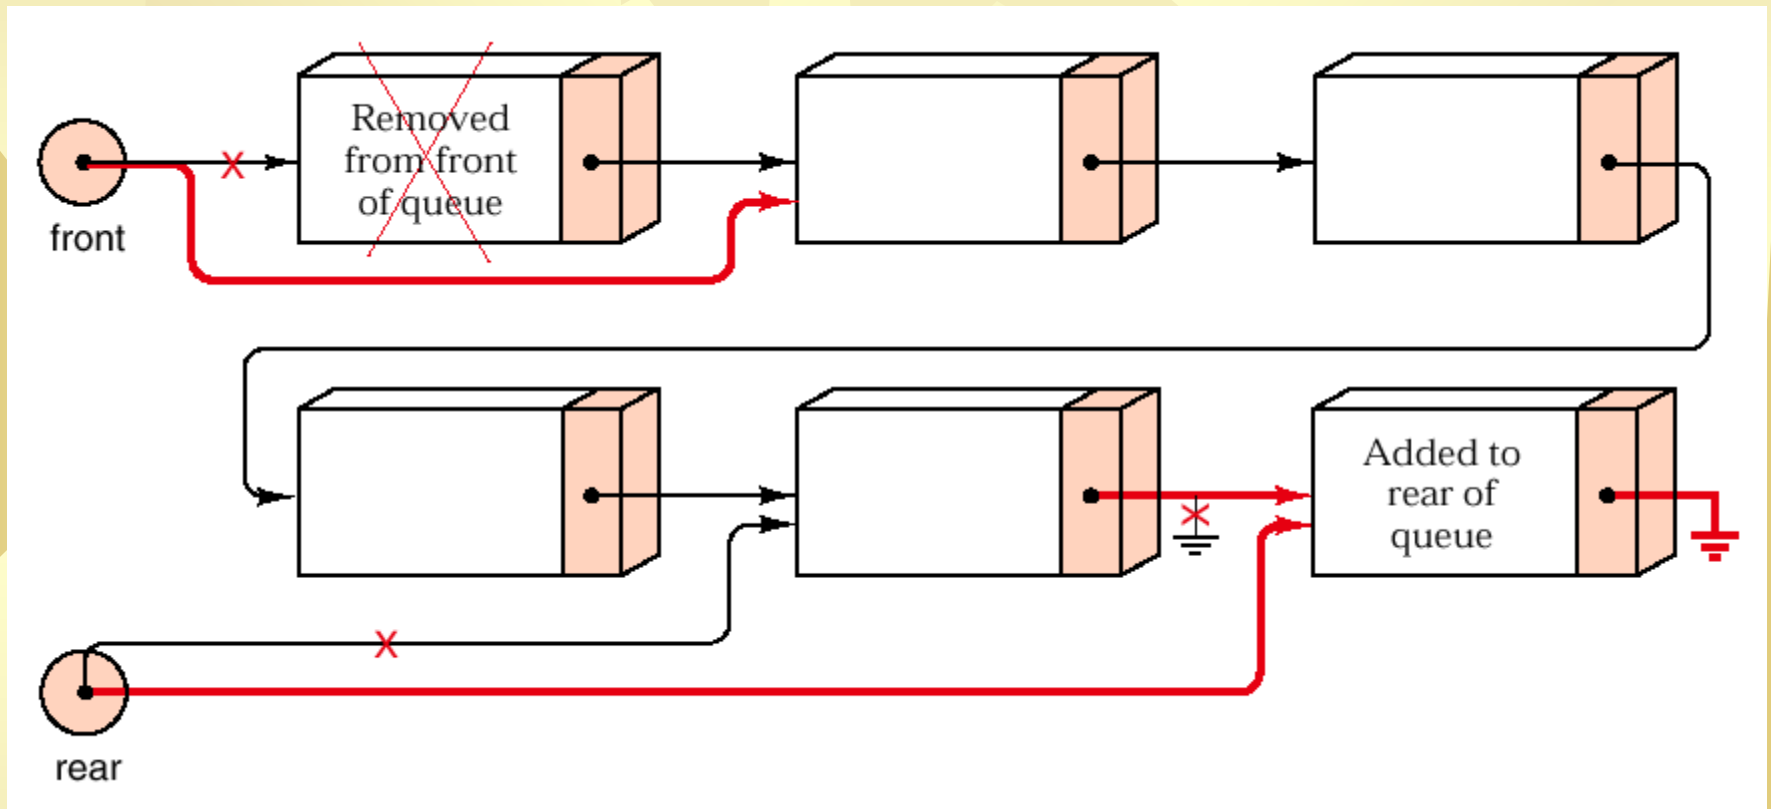 Removed
from front
of queue
front
Added to
rear of
queue
rear